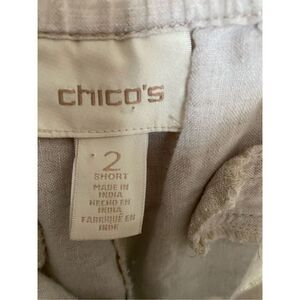 chico's
2
SHORT
MADE IN
INDIA
HECHO EN
INDIA
FABRIQUÉ EN
INDE